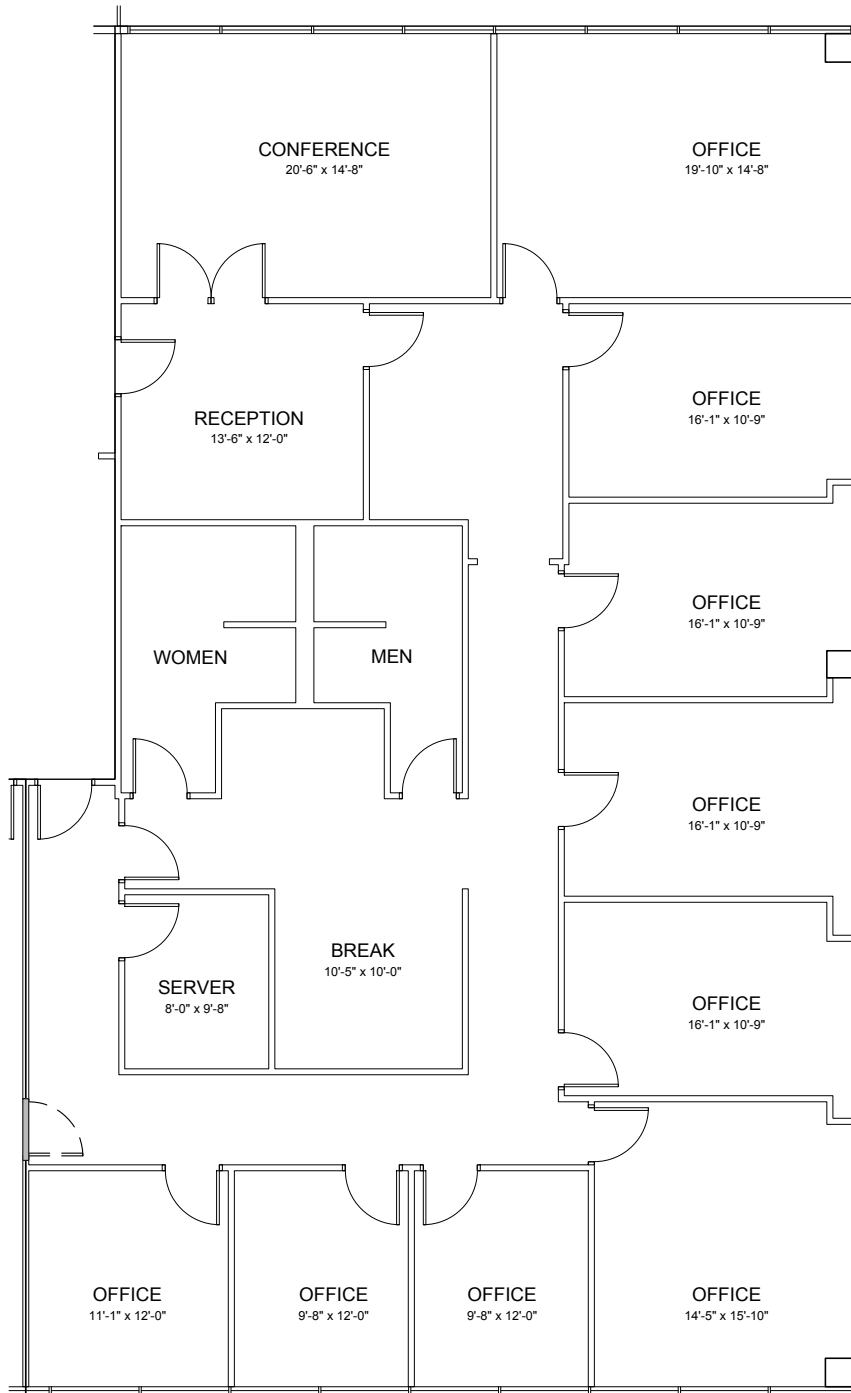 CONFERENCE
20'-6" x 14'-8"
OFFICE
19'-10" x 14'-8"
OFFICE
16'-1" x 10'-9"
RECEPTION
13'-6" x 12'-0"
OFFICE
16'-1" x 10'-9"
WOMEN
MEN
OFFICE
16'-1" x 10'-9"
BREAK
10'-5" x 10'-0"
SERVER
8'-0" x 9'-8"
OFFICE
16'-1" x 10'-9"
OFFICE
11'-1" x 12'-0"
OFFICE
9'-8" x 12'-0"
OFFICE
9'-8" x 12'-0"
OFFICE
14'-5" x 15'-10"